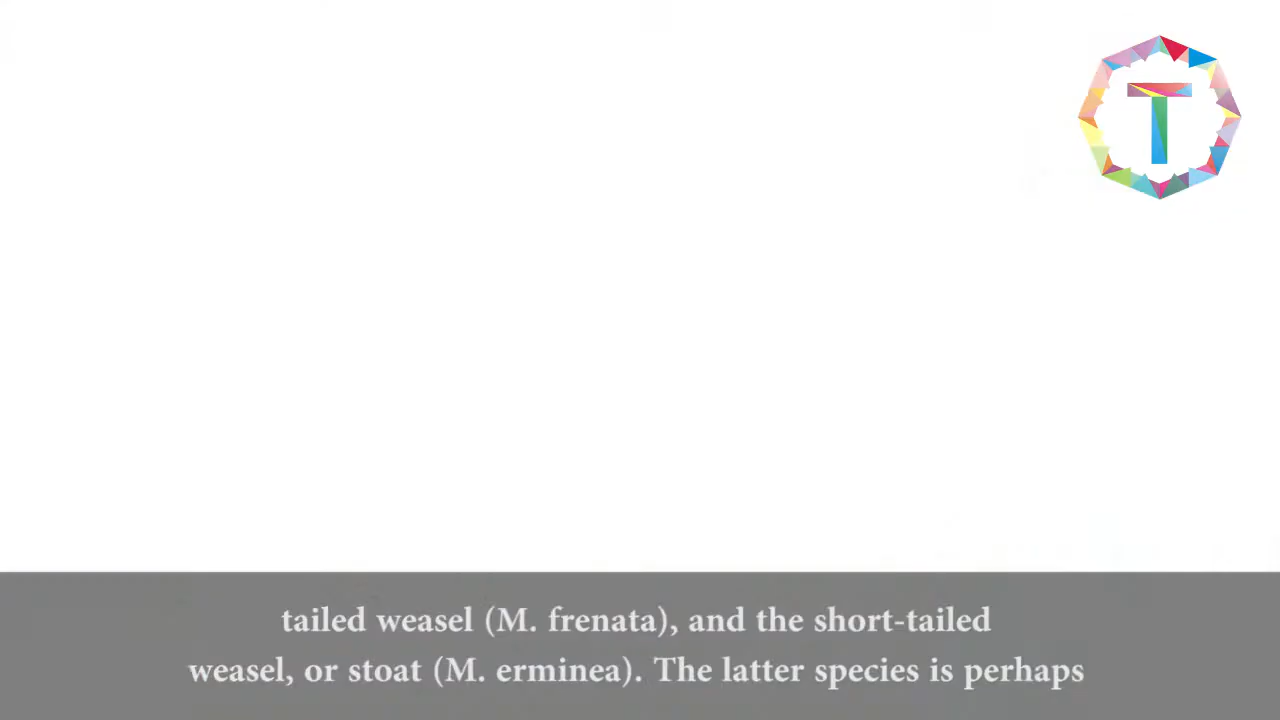 T
tailed weasel (M. frenata), and the short-tailed
weasel, or stoat (M. erminea). The latter species is perhaps